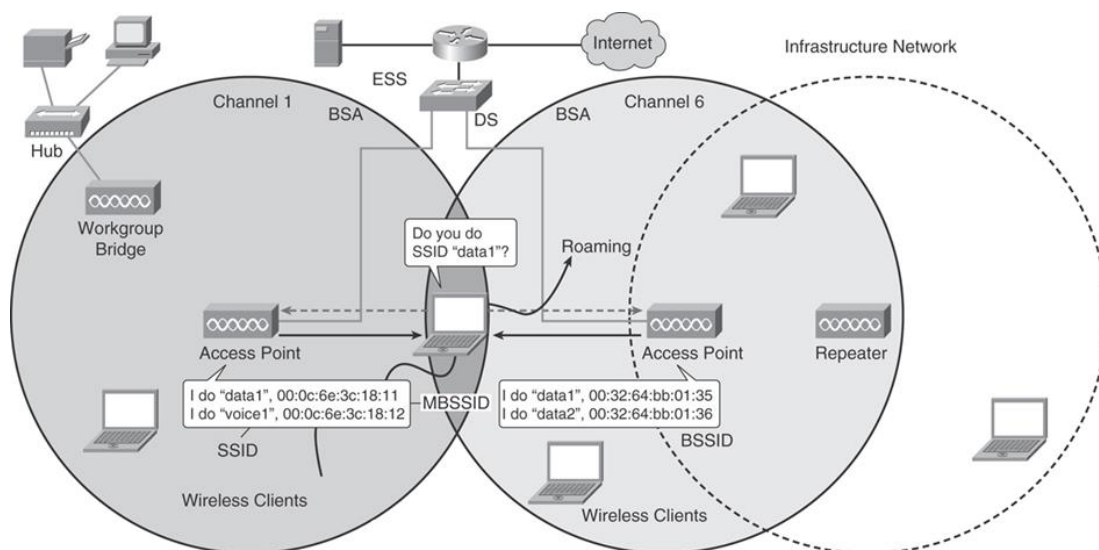 Internet
Infrastructure Network
ESS
Channel 1
BSA
DS
BSA
Channel 6
Hub
Workgroup
Bridge
Do you do
SSID “data1”?
Roaming
Access Point
Access Point
Repeater
I do “data1”, 00:0c:6e:3c:18:11
I do “voice1”, 00:0c:6e:3c:18:12
MBSSID
I do “data1”, 00:32:64:bb:01:35
I do “data2”, 00:32:64:bb:01:36
SSID
BSSID
Wireless Clients
Wireless Clients